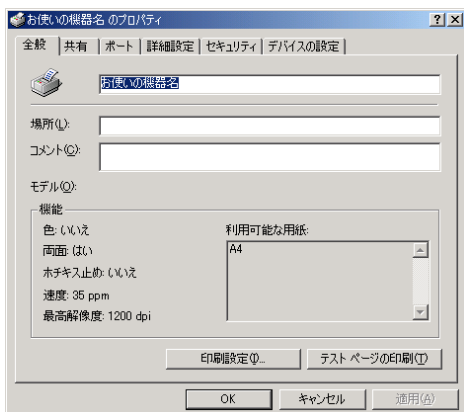 お使いの機器名 のプロパティ
全般 共有 ポート 詳細設定 セキュリティ デバイスの設定
お使いの機器名
場所(L):
コメント(C):
モデル(O):
機能
色: いいえ 利用可能な用紙:
両面: はい A4
ホチキス止め: いいえ
速度: 35 ppm
最高解像度: 1200 dpi
印刷設定(I)... テスト ページの印刷(T)
OK キャンセル 適用(A)